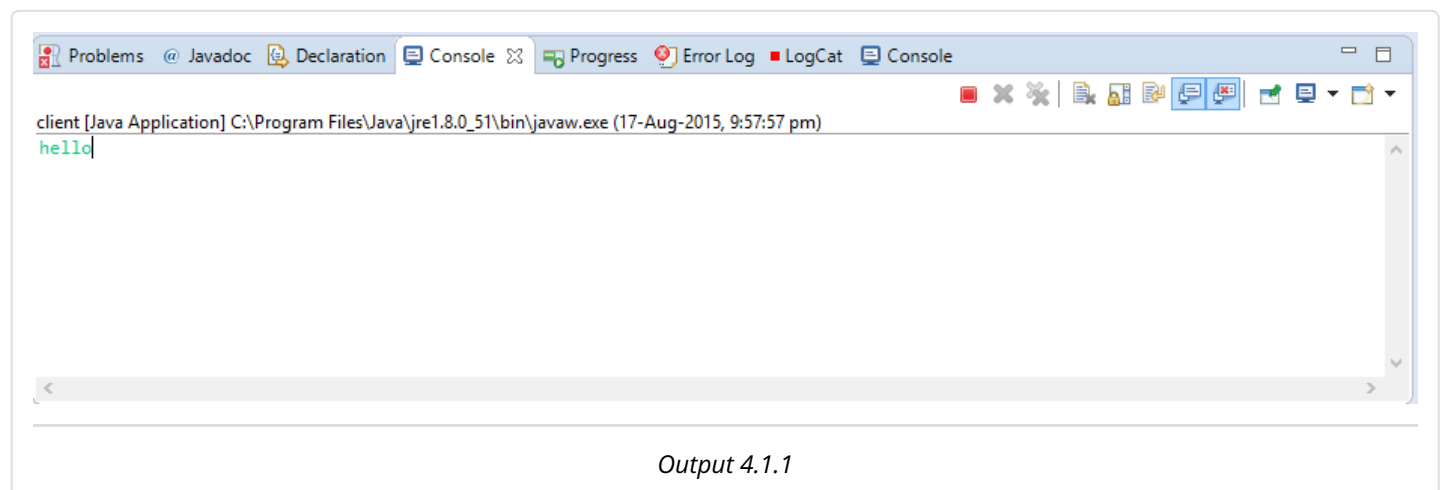 Problems @ Javadoc Declaration Console Progress Error Log LogCat Console
client [Java Application] C:\Program Files\Java\jre1.8.0_51\bin\javaw.exe (17-Aug-2015, 9:57:57 pm)
hello
Output 4.1.1